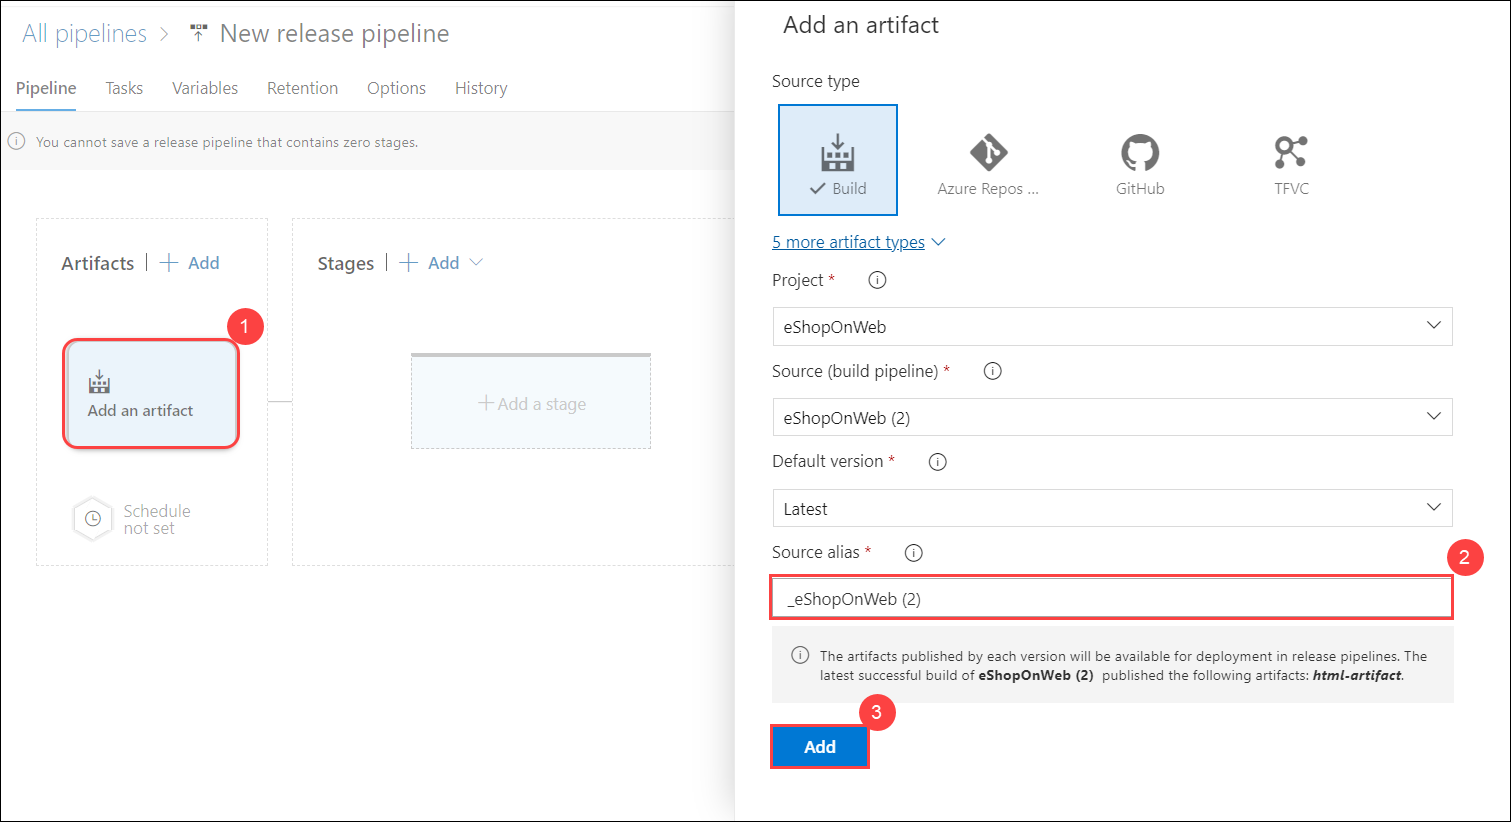 All pipelines > New release pipeline
Pipeline Tasks Variables Retention Options History
You cannot save a release pipeline that contains zero stages.
Artifacts | + Add
Stages | + Add
1
Add an artifact
+ Add a stage
Schedule
not set
Add an artifact
Source type
Build
Azure Repos ...
GitHub
TFVC
5 more artifact types
Project *
eShopOnWeb
Source (build pipeline) *
eShopOnWeb (2)
Default version *
Latest
Source alias *
2
_eShopOnWeb (2)
The artifacts published by each version will be available for deployment in release pipelines. The
latest successful build of eShopOnWeb (2) published the following artifacts: html-artifact.
3
Add